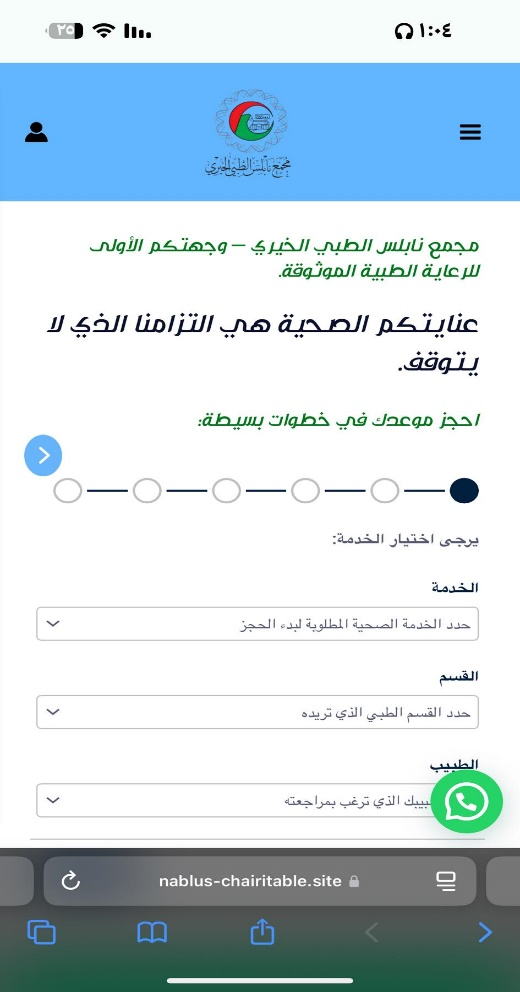 ١:٠٤
٣٥
مجمع نابلس الطبي الخيري
مجمع نابلس الطبي الخيري – وجهتكم الأولى
للرعاية الطبية الموثوقة.
عنايتكم الصحية هي التزامنا الذي لا
يتوقف.
احجز موعدك في خطوات بسيطة:
يرجى اختيار الخدمة:
الخدمة
حدد الخدمة الصحية المطلوبة لبدء الحجز
القسم
حدد القسم الطبي الذي تريده
الطبيب
الذي ترغب بمراجعته
nablus-chairitable.site